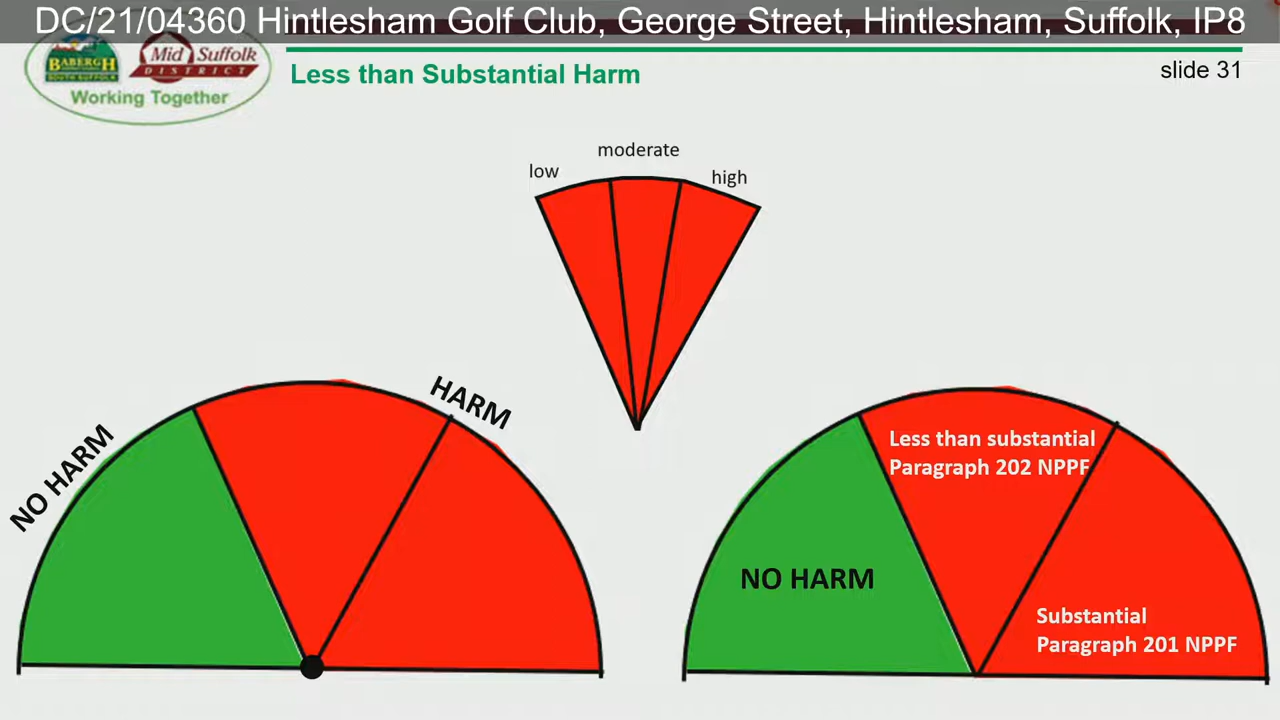 DC/21/04360 Hintlesham Golf Club, George Street, Hintlesham, Suffolk, IP8
BABERGH
SOUTH SUFFOLK
Mid Suffolk
DISTRICT
Working Together
Less than Substantial Harm
slide 31
low
moderate
high
NO HARM
HARM
Less than substantial
Paragraph 202 NPPF
NO HARM
Substantial
Paragraph 201 NPPF